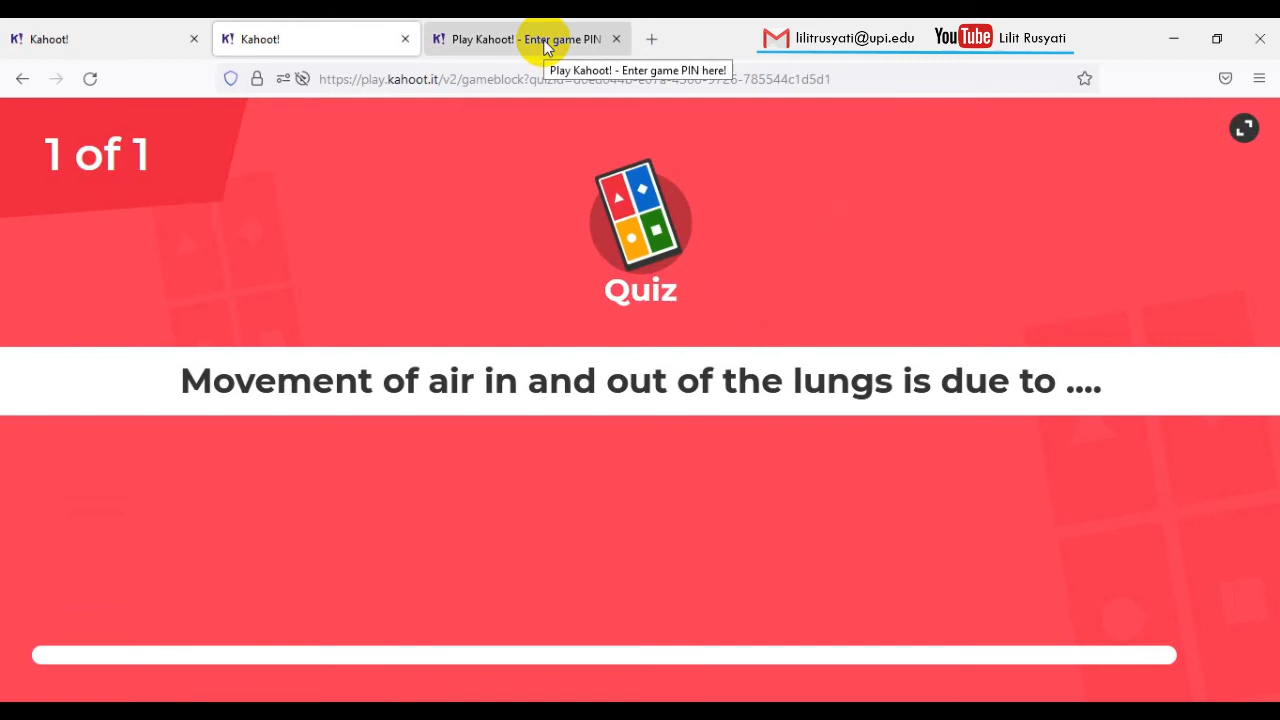 Kahoot!
Kahoot!
Play Kahoot! - Enter game PIN
lilitrusyati@upi.edu
YouTube Lilit Rusyati
Play Kahoot! - Enter game PIN here!
1 of 1
Quiz
Movement of air in and out of the lungs is due to ....